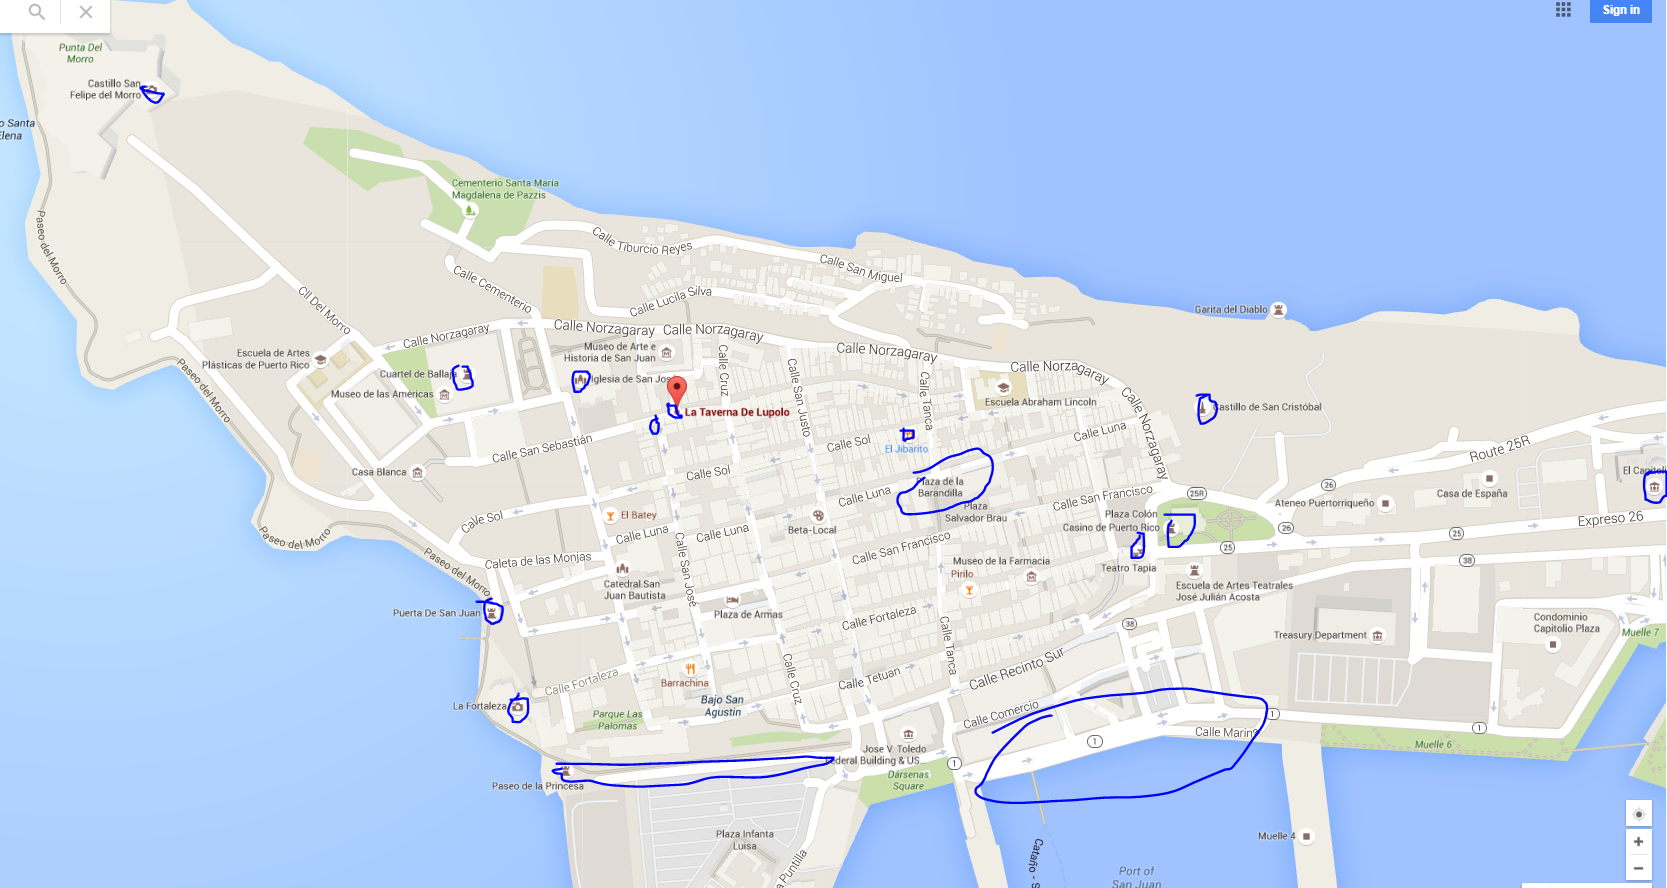 Sign in
Punta Del
Morro
Castillo San
Felipe del Morro
o Santa
Elena
Paseo del Morro
Cementerio Santa María
Magdalena de Pazzis
Calle Tiburcio Reyes
Calle San Miguel
Calle Cementerio
Calle Lucila Silva
Cll Del Morro
Garita del Diablo
Calle Norzagaray
Calle Norzagaray
Calle Norzagaray
Calle Norzagaray
Calle Norzagaray
Calle Norzagaray
Escuela de Artes
Plásticas de Puerto Rico
Museo de Arte e
Historia de San Juan
Calle Cruz
Calle San Justo
Calle Tanca
Paseo del Morro
Cuartel de Ballajá
Iglesia de San José
Museo de las Américas
Escuela Abraham Lincoln
Castillo de San Cristóbal
La Taverna De Lupolo
Calle San Sebastián
Calle Sol
El Jibarito
Calle Luna
Route 25R
Casa Blanca
Calle Sol
Plaza de la
Barandilla
El Capitoli
Calle Luna
Calle San Francisco
25R
26
Casa de España
Ateneo Puertorriqueño
Calle Sol
El Batey
Beta-Local
Plaza
Salvador Brau
Plaza Colón
Casino de Puerto Rico
Expreso 26
26
25
25
Calle Luna
Calle Luna
Calle San Francisco
Paseo del Morro
Paseo del Morro
Caleta de las Monjas
Calle San José
Catedral San
Juan Bautista
Museo de la Farmacia
Pirilo
Teatro Tapia
38
Escuela de Artes Teatrales
José Julián Acosta
Puerta De San Juan
Plaza de Armas
Calle Fortaleza
Calle Tanca
38
Treasury Department
Condominio
Capitolio Plaza
Muelle 7
Calle Fortaleza
Barrachina
Calle Cruz
Calle Tetuan
Calle Recinto Sur
La Fortaleza
Bajo San
Agustín
Parque Las
Palomas
Calle Comercio
1
1
1
1
Calle Marina
Muelle 6
Jose V. Toledo
Federal Building & US...
Dársenas
Square
Paseo de la Princesa
Plaza Infanta
Luisa
Puntilla
Muelle 4
Cataño - S
Port of
San Juan